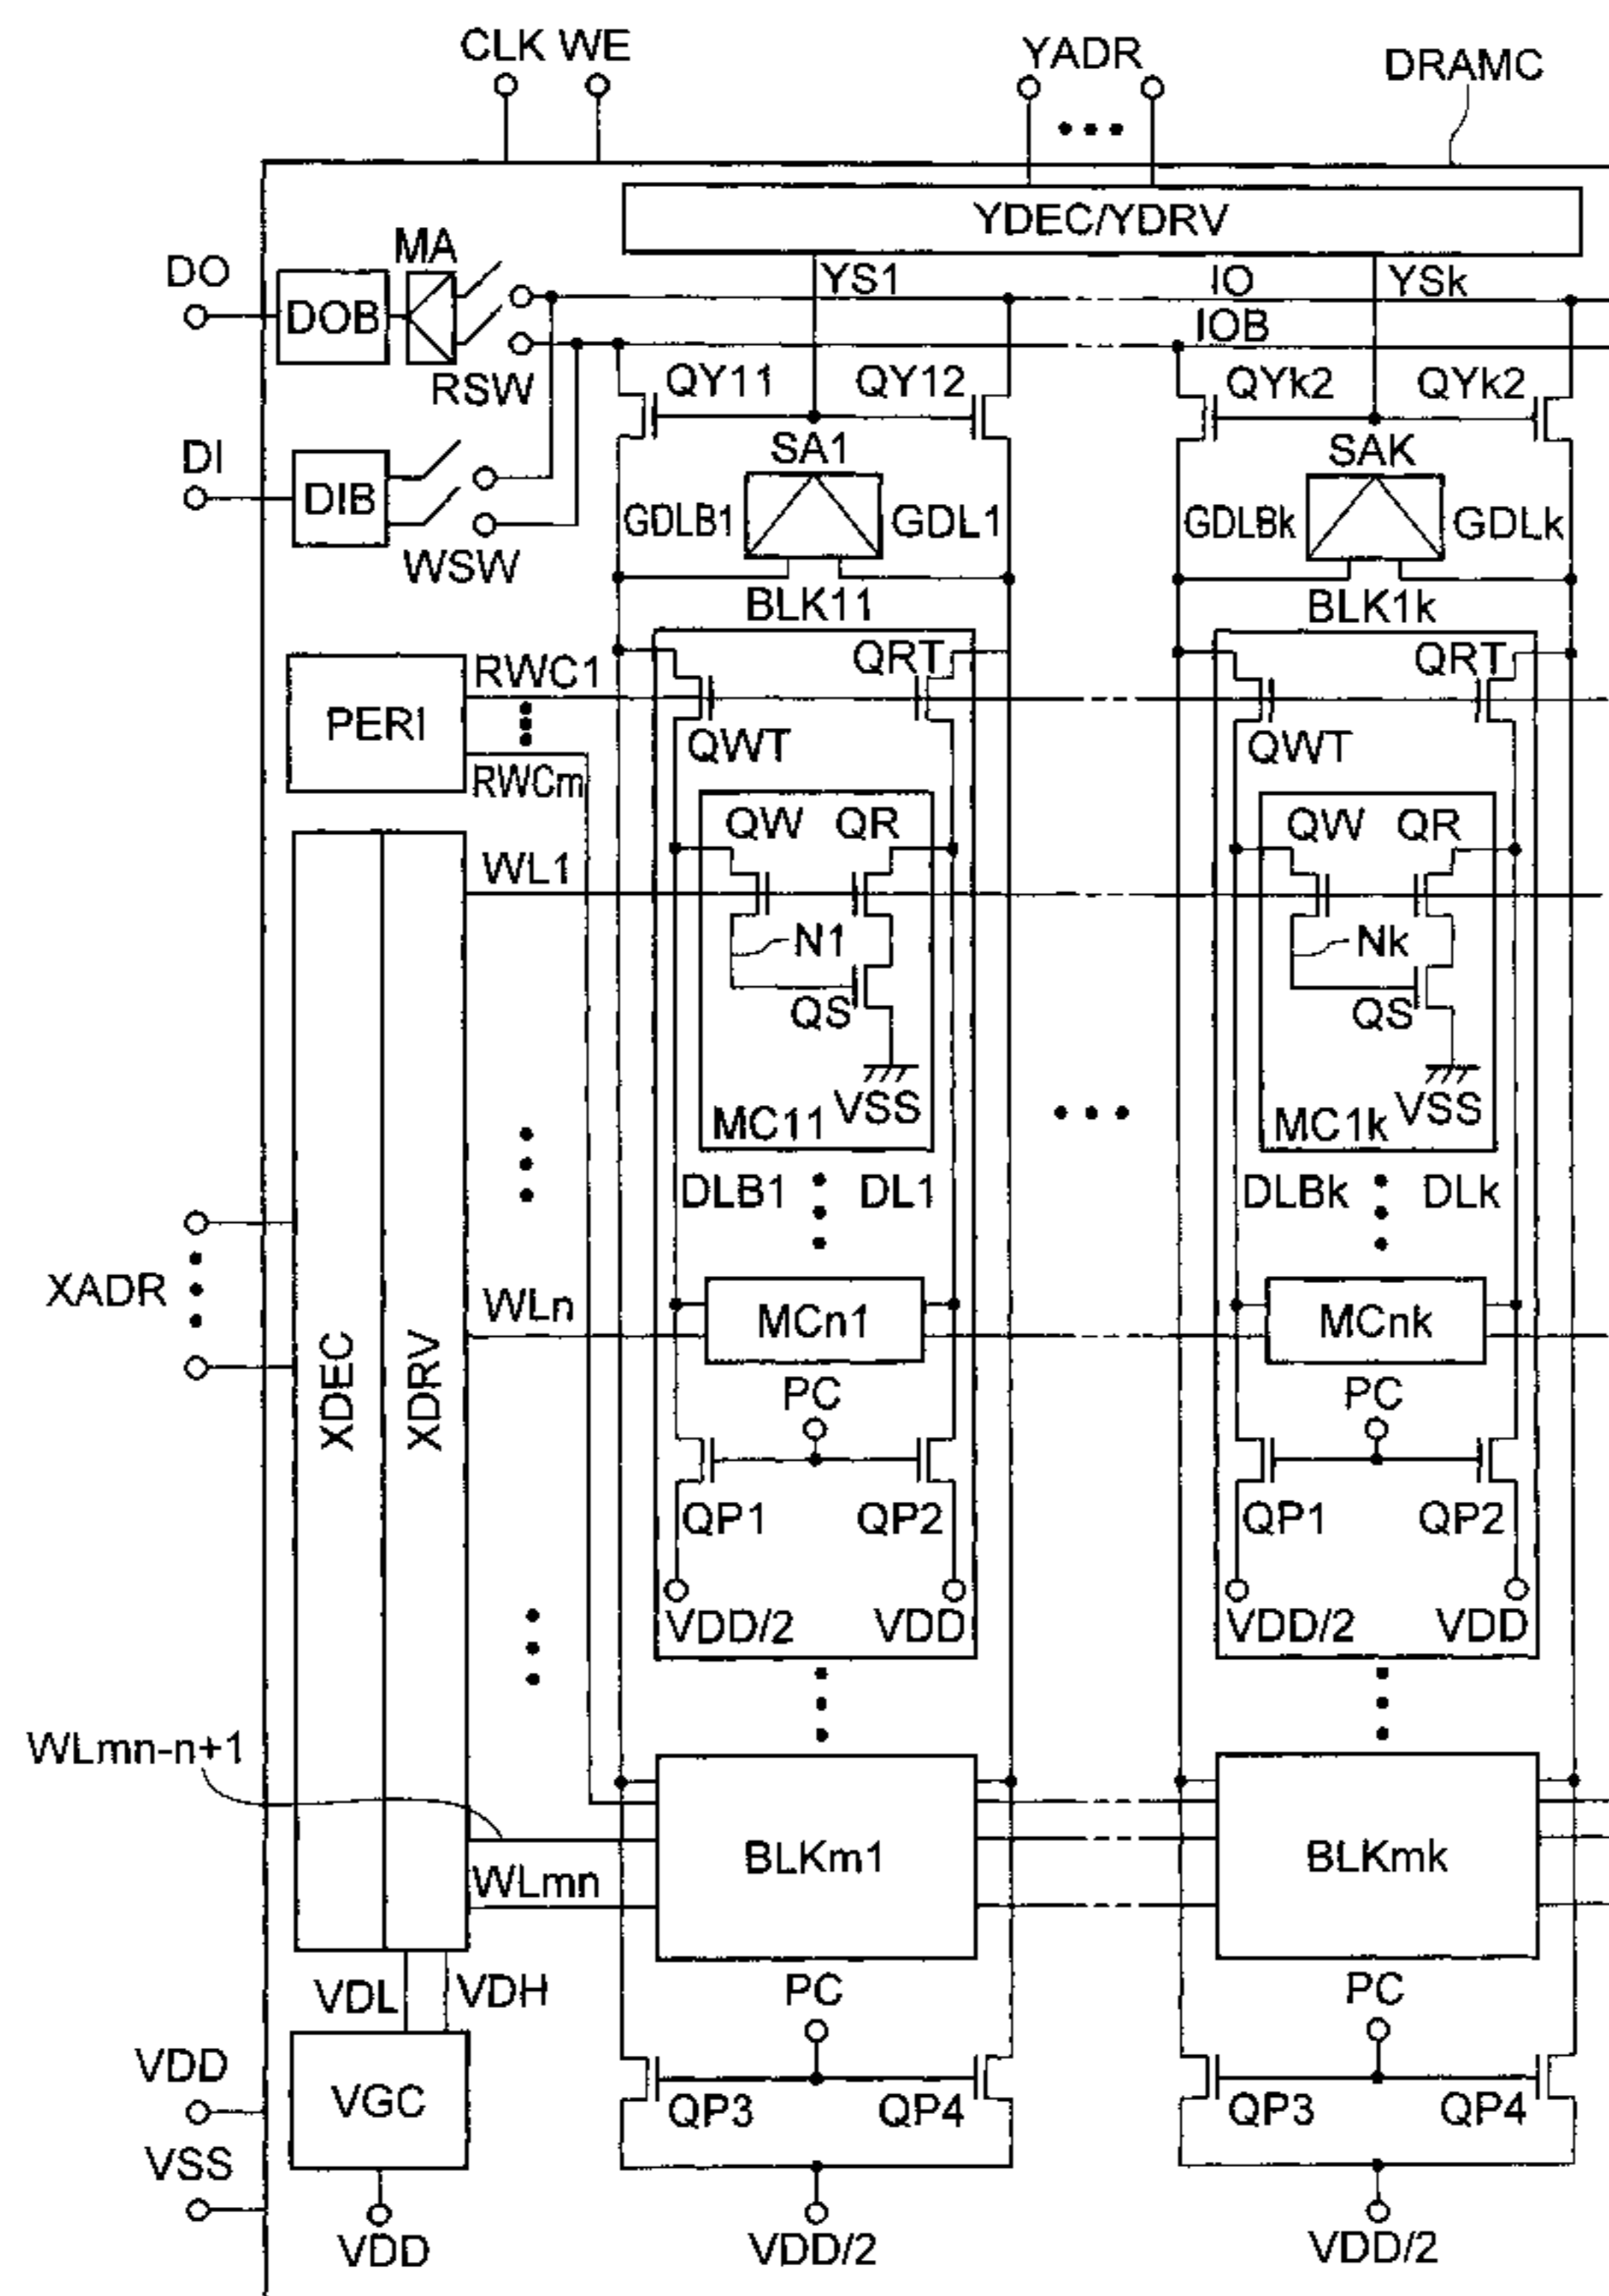 CLK WE
YADR
DRAMC
YDEC/YDRV
DO
MA
YS1
IO
YSk
DOB
IOB
RSW
QY11
QY12
QYk2
QYk2
DI
SA1
SAK
DIB
GDLB1
GDL1
GDLBk
GDLk
WSW
BLK11
BLK1k
RWC1
QRT
QRT
PERI
QWT
QWT
RWCm
QW
QR
QW
QR
WL1
N1
Nk
QS
QS
VSS
VSS
MC11
MC1k
DLB1
DL1
DLBk
DLk
XADR
WLn
MCn1
MCnk
XDEC
XDRV
PC
PC
QP1
QP2
QP1
QP2
VDD/2
VDD
VDD/2
VDD
WLmn-n+1
BLKm1
BLKmk
WLmn
VDL
VDH
PC
PC
VDD
VGC
QP3
QP4
QP3
QP4
VSS
VDD
VDD/2
VDD/2